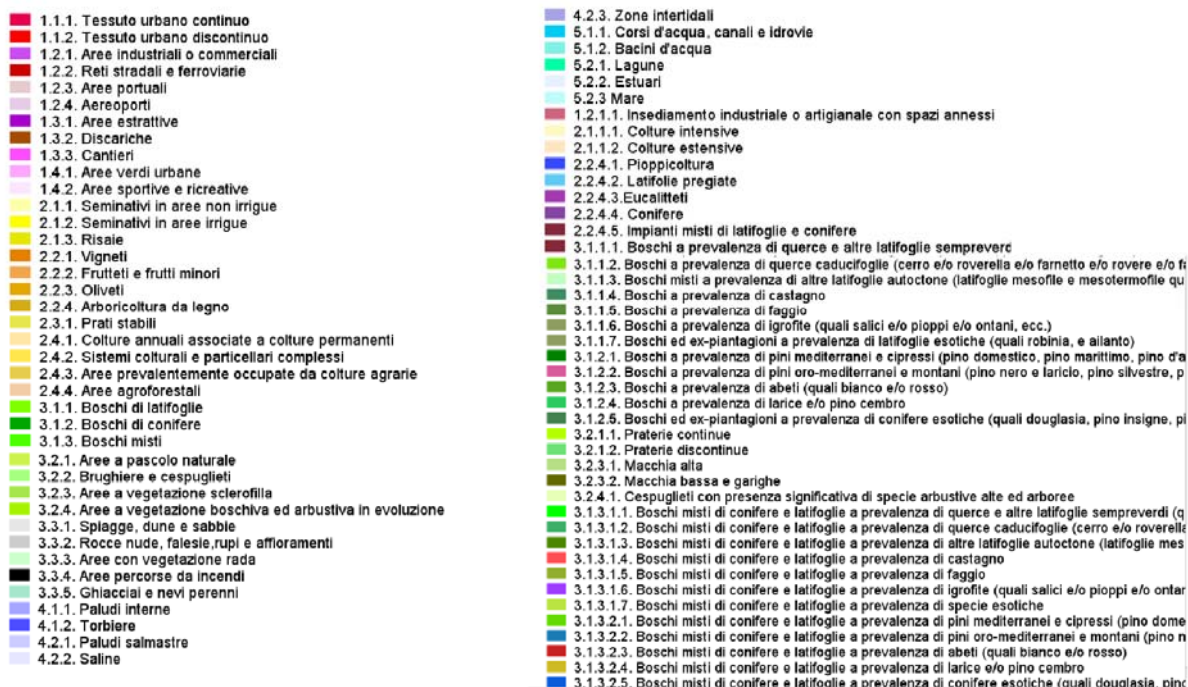 1.1.1. Tessuto urbano continuo
1.1.2. Tessuto urbano discontinuo
1.2.1. Aree industriali o commerciali
1.2.2. Reti stradali e ferroviarie
1.2.3. Aree portuali
1.2.4. Aereoporti
1.3.1. Aree estrattive
1.3.2. Discariche
1.3.3. Cantieri
1.4.1. Aree verdi urbane
1.4.2. Aree sportive e ricreative
2.1.1. Seminativi in aree non irrigue
2.1.2. Seminativi in aree irrigue
2.1.3. Risaie
2.2.1. Vigneti
2.2.2. Frutteti e frutti minori
2.2.3. Oliveti
2.2.4. Arboricoltura da legno
2.3.1. Prati stabili
2.4.1. Colture annuali associate a colture permanenti
2.4.2. Sistemi colturali e particellari complessi
2.4.3. Aree prevalentemente occupate da colture agrarie
2.4.4. Aree agroforestali
3.1.1. Boschi di latifoglie
3.1.2. Boschi di conifere
3.1.3. Boschi misti
3.2.1. Aree a pascolo naturale
3.2.2. Brughiere e cespuglieti
3.2.3. Aree a vegetazione sclerofilla
3.2.4. Aree a vegetazione boschiva ed arbustiva in evoluzione
3.3.1. Spiagge, dune e sabbie
3.3.2. Rocce nude, falesie,rupi e affioramenti
3.3.3. Aree con vegetazione rada
3.3.4. Aree percorse da incendi
3.3.5. Ghiacciai e nevi perenni
4.1.1. Paludi interne
4.1.2. Torbiere
4.2.1. Paludi salmastre
4.2.2. Saline
4.2.3. Zone intertidali
5.1.1. Corsi d'acqua, canali e idrovie
5.1.2. Bacini d'acqua
5.2.1. Lagune
5.2.2. Estuari
5.2.3 Mare
1.2.1.1. Insediamento industriale o artigianale con spazi annessi
2.1.1.1. Colture intensive
2.1.1.2. Colture estensive
2.2.4.1. Pioppicoltura
2.2.4.2. Latifolie pregiate
2.2.4.3.Eucalitteti
2.2.4.4. Conifere
2.2.4.5. Impianti misti di latifoglie e conifere
3.1.1.1. Boschi a prevalenza di querce e altre latifoglie sempreverd
3.1.1.2. Boschi a prevalenza di querce caducifoglie (cerro e/o roverella e/o farnetto e/o rovere e/o f
3.1.1.3. Boschi misti a prevalenza di altre latifoglie autoctone (latifoglie mesofile e mesotermofile qu
3.1.1.4. Boschi a prevalenza di castagno
3.1.1.5. Boschi a prevalenza di faggio
3.1.1.6. Boschi a prevalenza di igrofite (quali salici e/o pioppi e/o ontani, ecc.)
3.1.1.7. Boschi ed ex-piantagioni a prevalenza di latifoglie esotiche (quali robinia, e ailanto)
3.1.2.1. Boschi a prevalenza di pini mediterranei e cipressi (pino domestico, pino marittimo, pino d'a
3.1.2.2. Boschi a prevalenza di pini oro-mediterranei e montani (pino nero e laricio, pino silvestre, p
3.1.2.3. Boschi a prevalenza di abeti (quali bianco e/o rosso)
3.1.2.4. Boschi a prevalenza di larice e/o pino cembro
3.1.2.5. Boschi ed ex-piantagioni a prevalenza di conifere esotiche (quali douglasia, pino insigne, pi
3.2.1.1. Praterie continue
3.2.1.2. Praterie discontinue
3.2.3.1. Macchia alta
3.2.3.2. Macchia bassa e garighe
3.2.4.1. Cespuglieti con presenza significativa di specie arbustive alte ed arboree
3.1.3.1.1. Boschi misti di conifere e latifoglie a prevalenza di querce e altre latifoglie sempreverdi (q
3.1.3.1.2. Boschi misti di conifere e latifoglie a prevalenza di querce caducifoglie (cerro e/o roverella
3.1.3.1.3. Boschi misti di conifere e latifoglie a prevalenza di altre latifoglie autoctone (latifoglie mes
3.1.3.1.4. Boschi misti di conifere e latifoglie a prevalenza di castagno
3.1.3.1.5. Boschi misti di conifere e latifoglie a prevalenza di faggio
3.1.3.1.6. Boschi misti di conifere e latifoglie a prevalenza di igrofite (quali salici e/o pioppi e/o ontar
3.1.3.1.7. Boschi misti di conifere e latifoglie a prevalenza di specie esotiche
3.1.3.2.1. Boschi misti di conifere e latifoglie a prevalenza di pini mediterranei e cipressi (pino dome
3.1.3.2.2. Boschi misti di conifere e latifoglie a prevalenza di pini oro-mediterranei e montani (pino n
3.1.3.2.3. Boschi misti di conifere e latifoglie a prevalenza di abeti (quali bianco e/o rosso)
3.1.3.2.4. Boschi misti di conifere e latifoglie a prevalenza di larice e/o pino cembro
3.1.3.2.5. Boschi misti di conifere e latifoglie a prevalenza di conifere esotiche (quali douglasia, pino